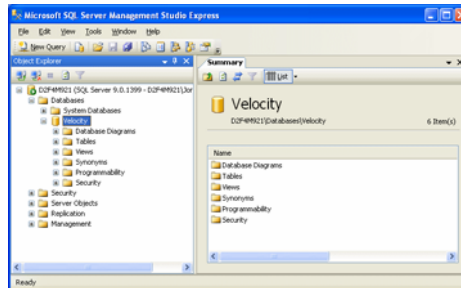 Microsoft SQL Server Management Studio Express
File Edit View Tools Window Help
New Query
Object Explorer
D2F4M921 (SQL Server 9.0.1399 - D2F4M921\Jor
Databases
System Databases
Velocity
Database Diagrams
Tables
Views
Synonyms
Programmability
Security
Security
Server Objects
Replication
Management
Summary
List
Velocity
D2F4M921\Databases\Velocity
6 Item(s)
Name
Database Diagrams
Tables
Views
Synonyms
Programmability
Security
Ready